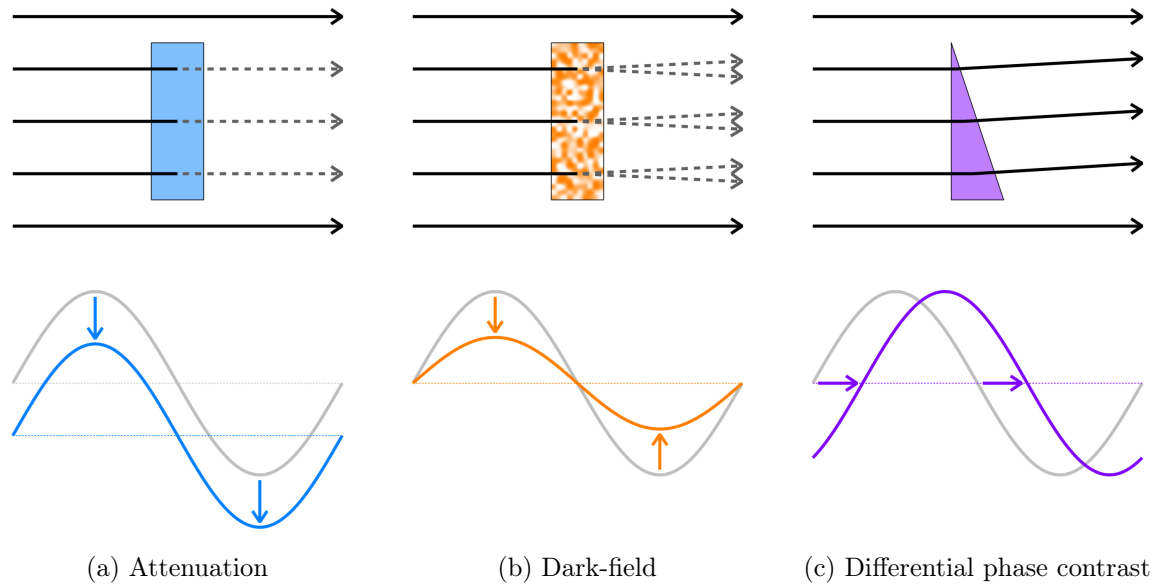 (a) Attenuation
(b) Dark-field
(c) Differential phase contrast